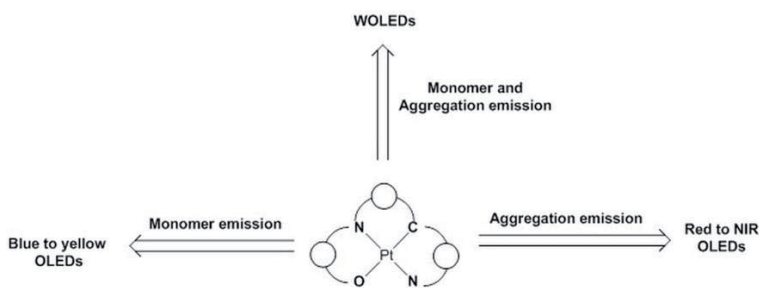 WOLEDs
Monomer and
Aggregation emission
Monomer emission
Aggregation emission
Blue to yellow
OLEDs
Red to NIR
OLEDs
N
C
Pt
O
N